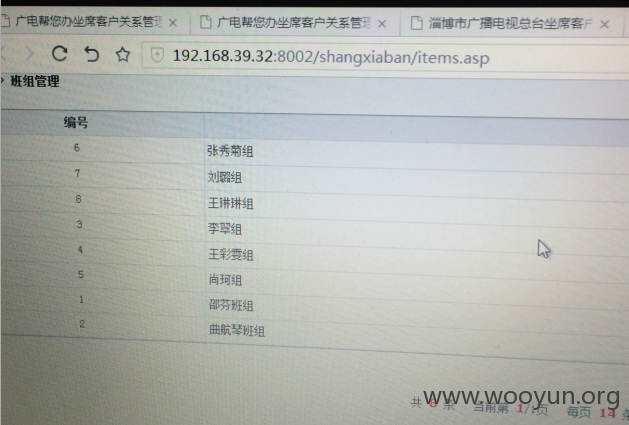 广电帮您办坐席客户关系管理 × 广电帮您办坐席客户关系管理 × 淄博市广播电视总台坐席客户 ×
192.168.39.32:8002/shangxiaban/items.asp
班组管理
编号
6 张秀菊组
7 刘璐组
8 王琳琳组
3 李翠组
4 王彩雯组
5 尚珂组
1 邵芬班组
2 曲航琴班组
共 8 条 当前第 1/1页 每页 14 条
www.wooyun.org